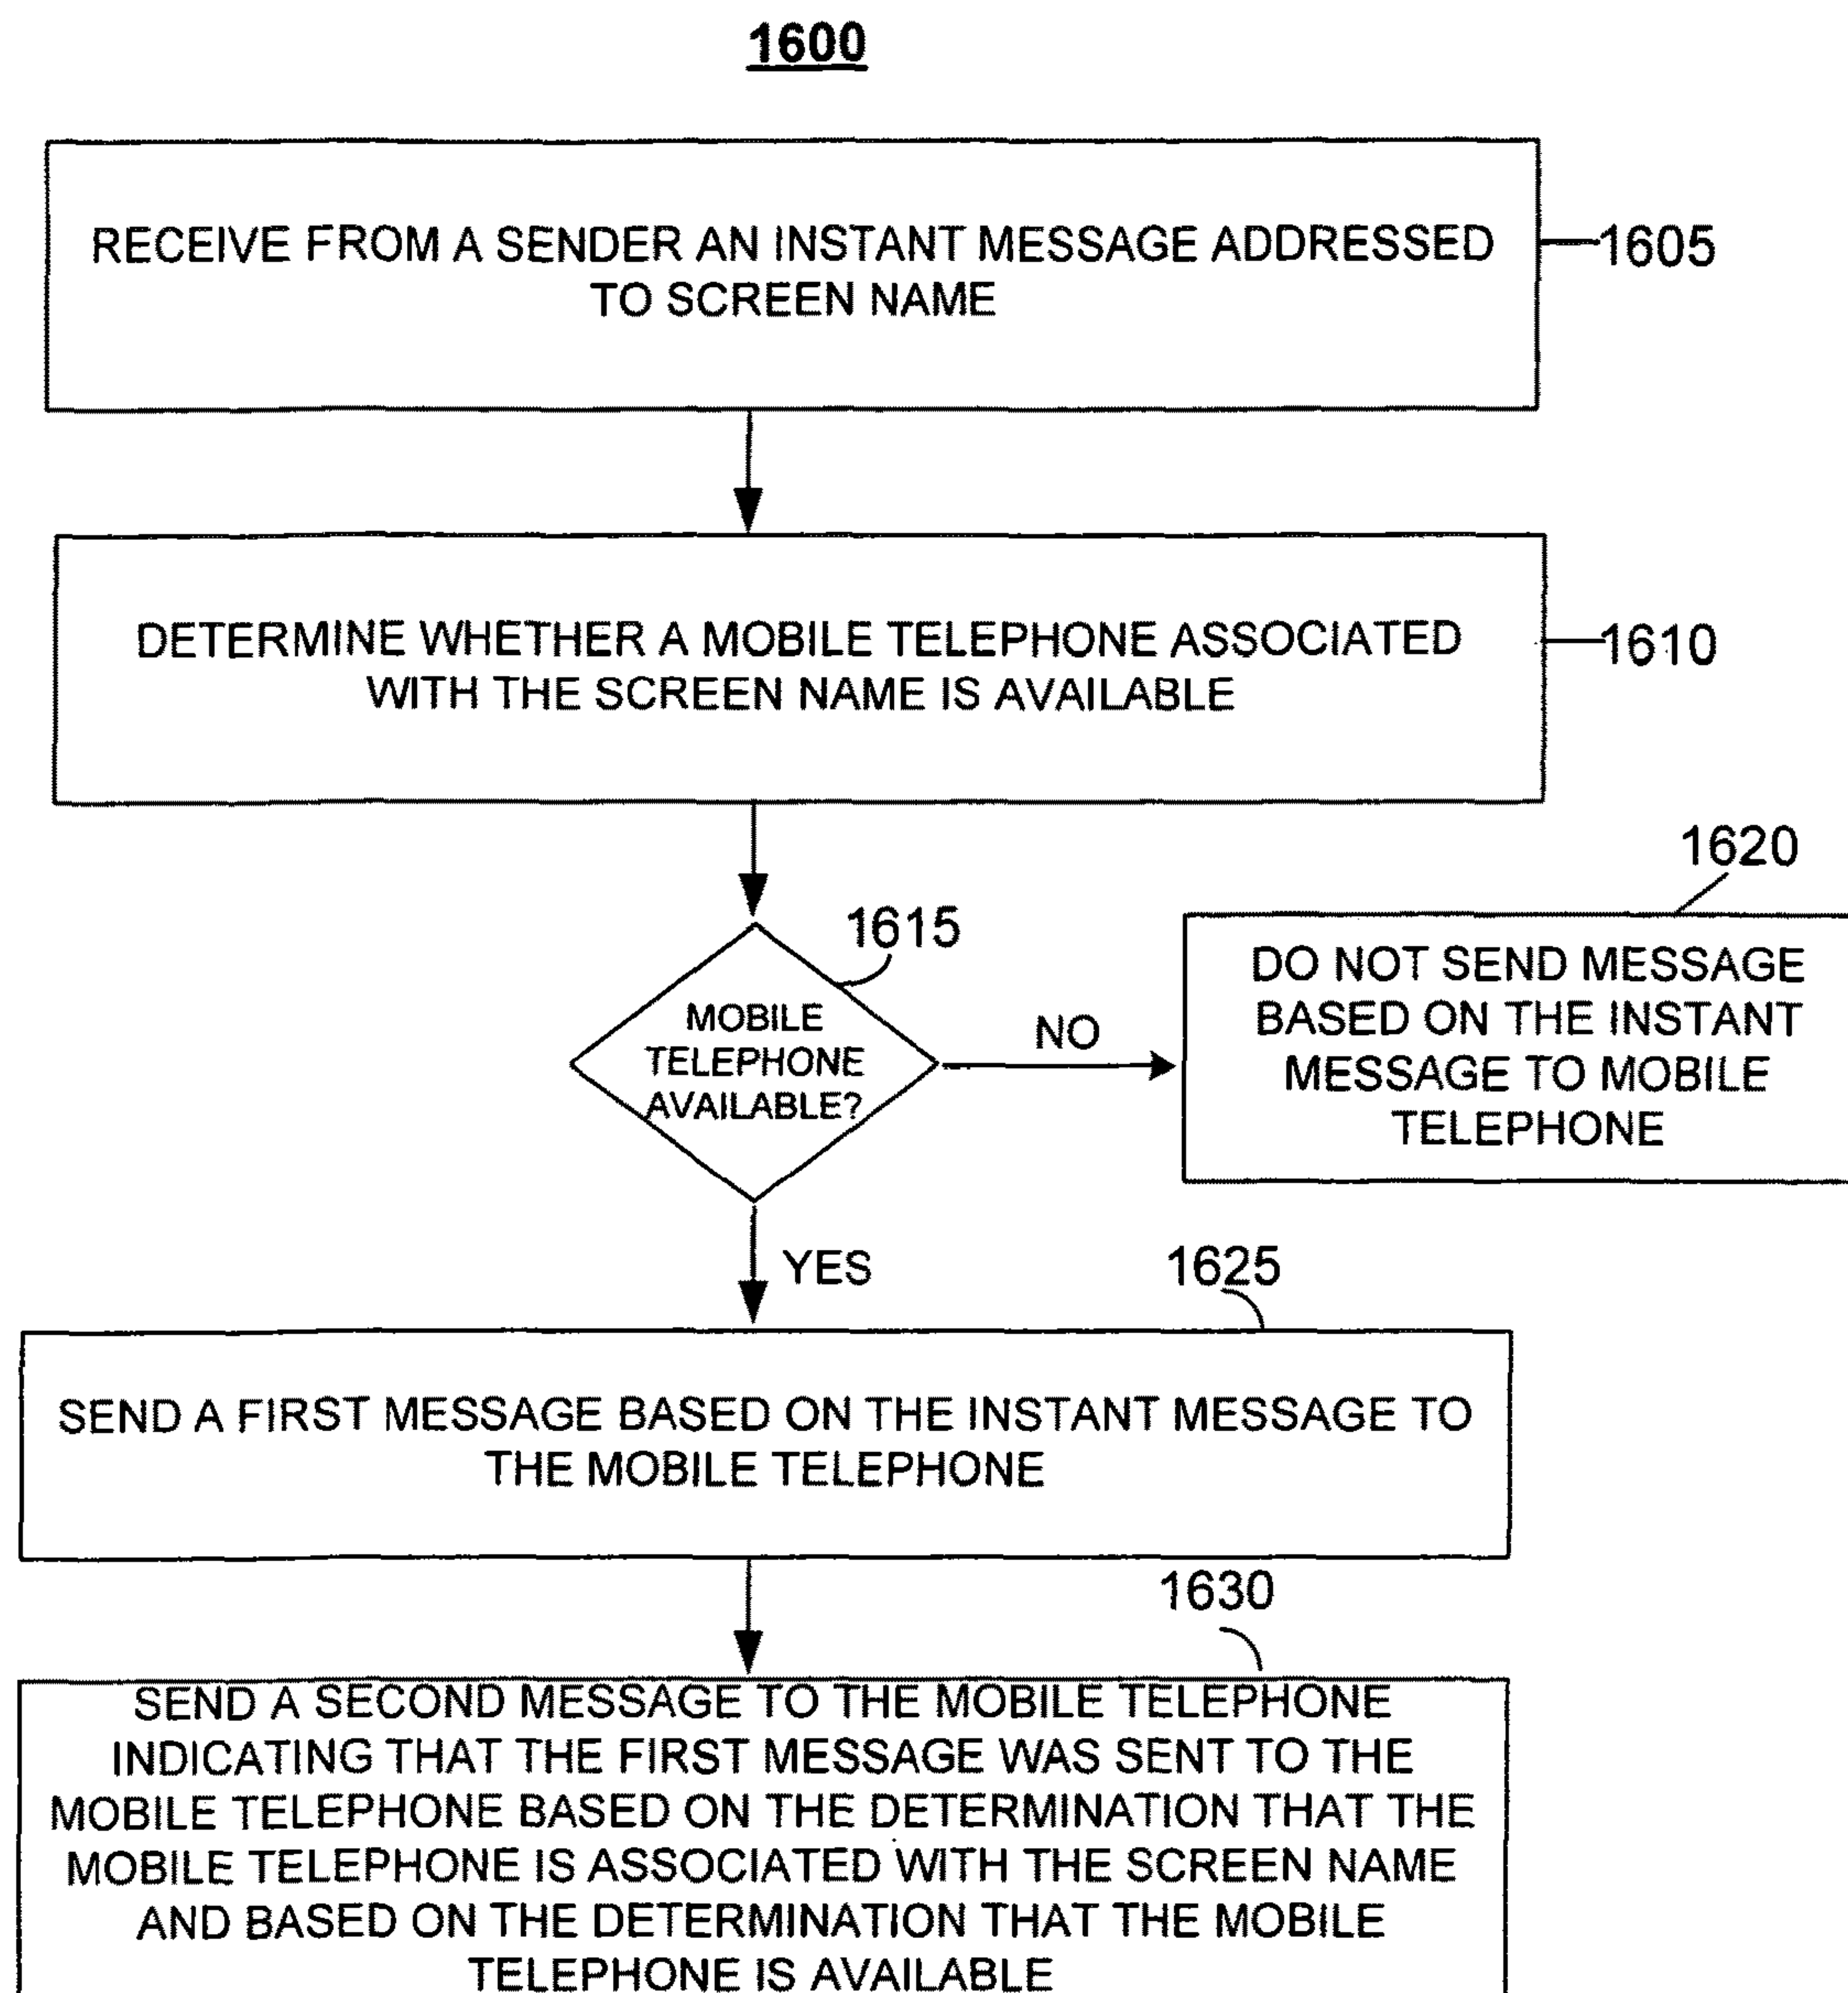 1600
RECEIVE FROM A SENDER AN INSTANT MESSAGE ADDRESSED
TO SCREEN NAME
1605
DETERMINE WHETHER A MOBILE TELEPHONE ASSOCIATED
WITH THE SCREEN NAME IS AVAILABLE
1610
1615
MOBILE
TELEPHONE
AVAILABLE?
NO
1620
DO NOT SEND MESSAGE
BASED ON THE INSTANT
MESSAGE TO MOBILE
TELEPHONE
YES
1625
SEND A FIRST MESSAGE BASED ON THE INSTANT MESSAGE TO
THE MOBILE TELEPHONE
1630
SEND A SECOND MESSAGE TO THE MOBILE TELEPHONE
INDICATING THAT THE FIRST MESSAGE WAS SENT TO THE
MOBILE TELEPHONE BASED ON THE DETERMINATION THAT THE
MOBILE TELEPHONE IS ASSOCIATED WITH THE SCREEN NAME
AND BASED ON THE DETERMINATION THAT THE MOBILE
TELEPHONE IS AVAILABLE